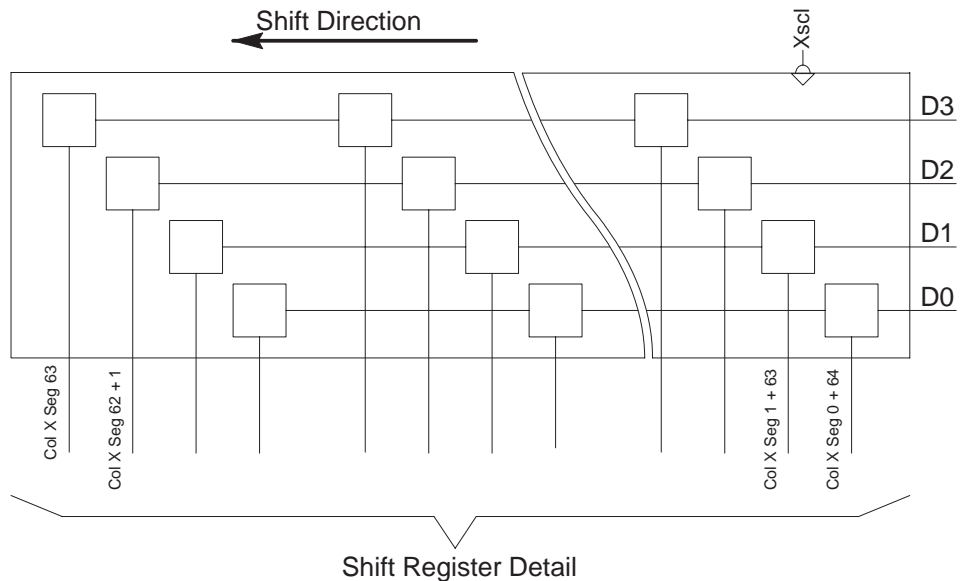 Shift Direction
Xscl
D3
D2
D1
D0
Col X Seg 63
Col X Seg 62 + 1
Col X Seg 1 + 63
Col X Seg 0 + 64
Shift Register Detail